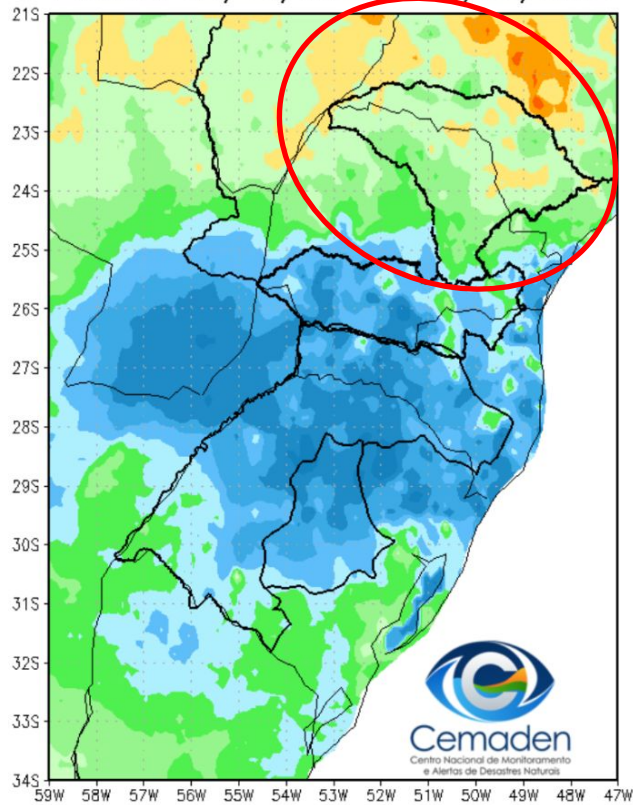 21S
22S
23S
24S
25S
26S
27S
28S
29S
30S
31S
32S
33S
34S
59W 58W 57W 56W 55W 54W 53W 52W 51W 50W 49W 48W 47W
Cemaden
Centro Nacional de Monitoramento
e Alertas de Desastres Naturais